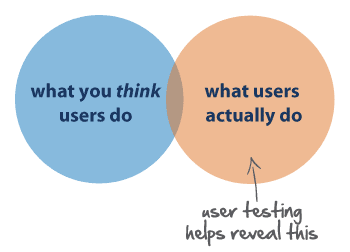 what you think
users do
what users
actually do
user testing
helps reveal this